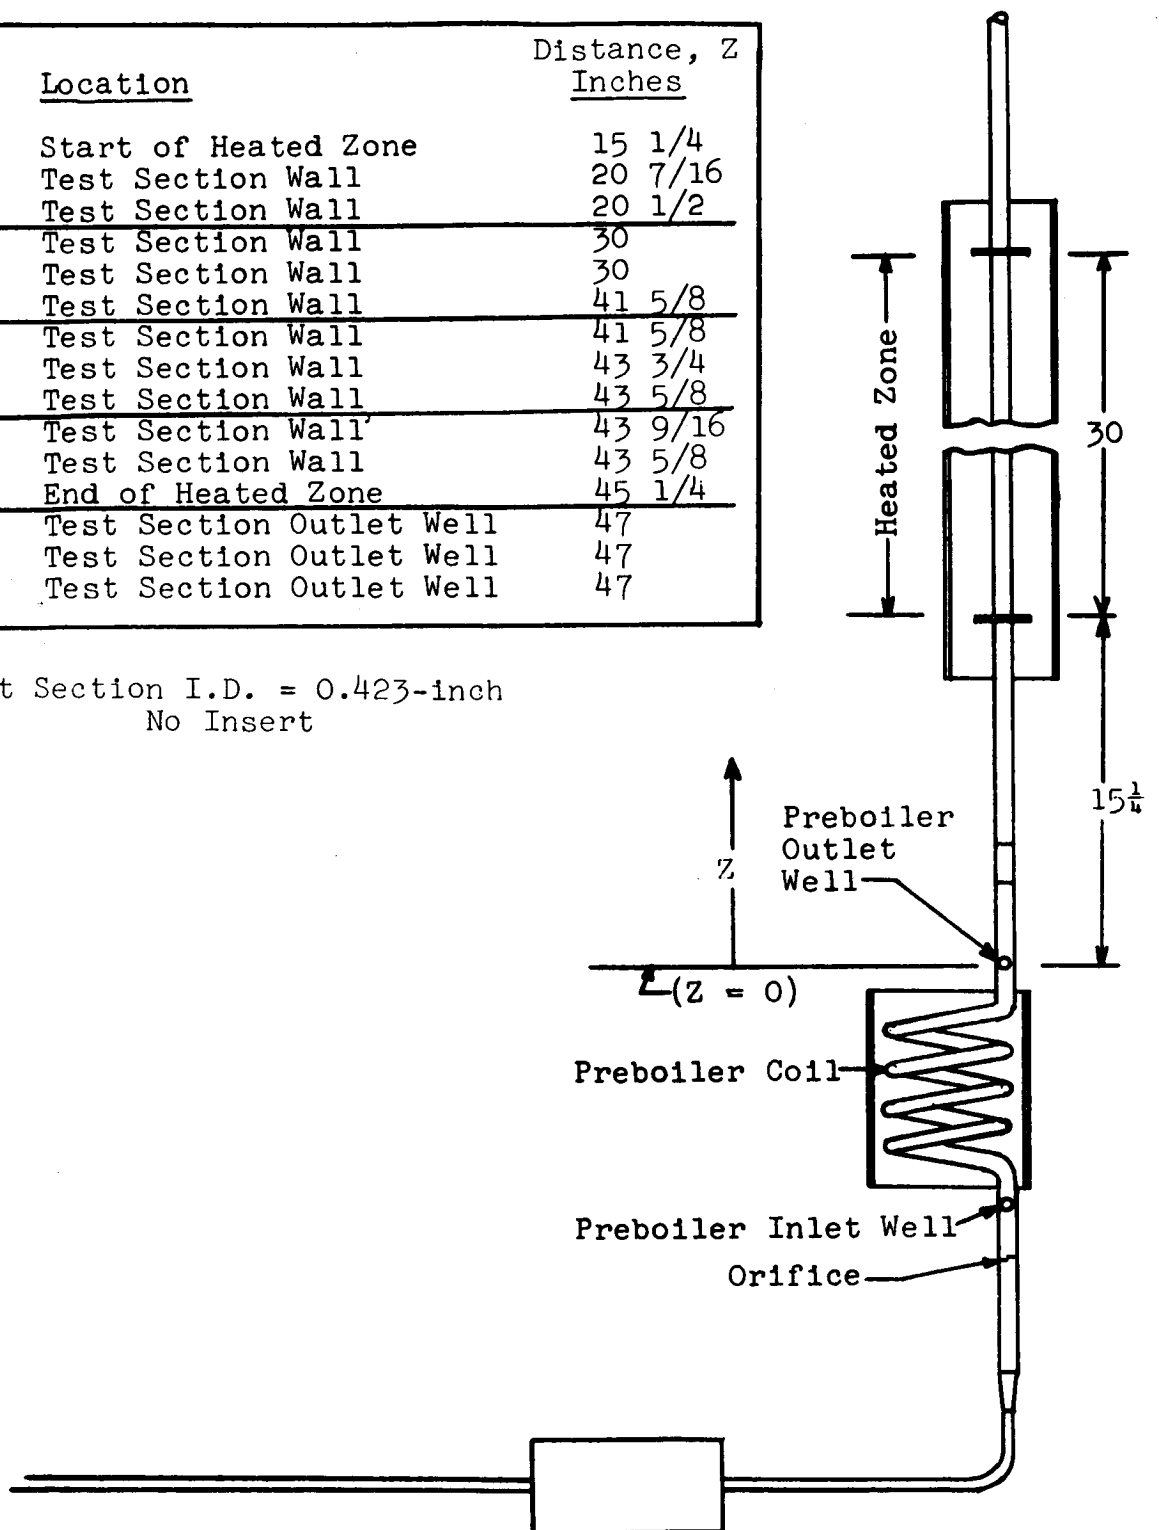 Distance, Z
Location Inches
Start of Heated Zone 15 1/4
Test Section Wall 20 7/16
Test Section Wall 20 1/2
Test Section Wall 30
Test Section Wall 30
Test Section Wall 41 5/8
Test Section Wall 41 5/8
Test Section Wall 43 3/4
Test Section Wall 43 5/8
Test Section Wall 43 9/16
Test Section Wall 43 5/8
End of Heated Zone 45 1/4
Test Section Outlet Well 47
Test Section Outlet Well 47
Test Section Outlet Well 47
t Section I.D. = 0.423-inch
No Insert
Heated Zone
30
15 1/4
Z
Preboiler
Outlet
Well
(Z = 0)
Preboiler Coil
Preboiler Inlet Well
Orifice